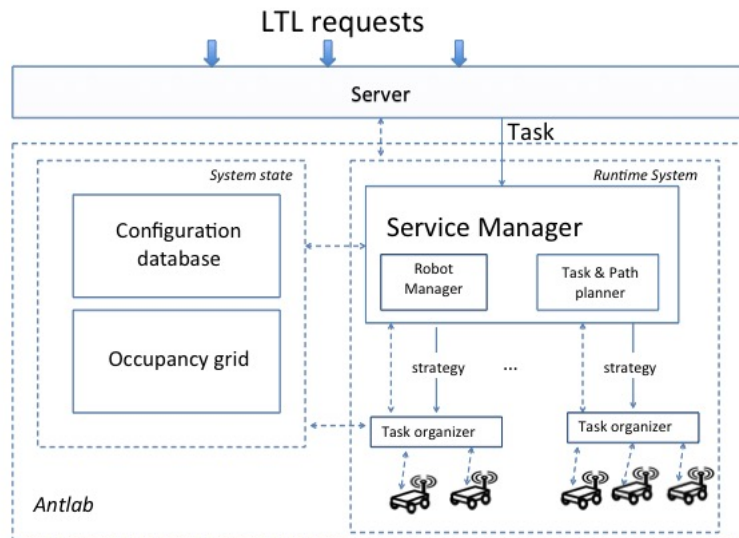 LTL requests
Server
Task
System state
Runtime System
Configuration
database
Service Manager
Robot
Manager
Task & Path
planner
Occupancy grid
strategy
...
strategy
Task organizer
Task organizer
Antlab